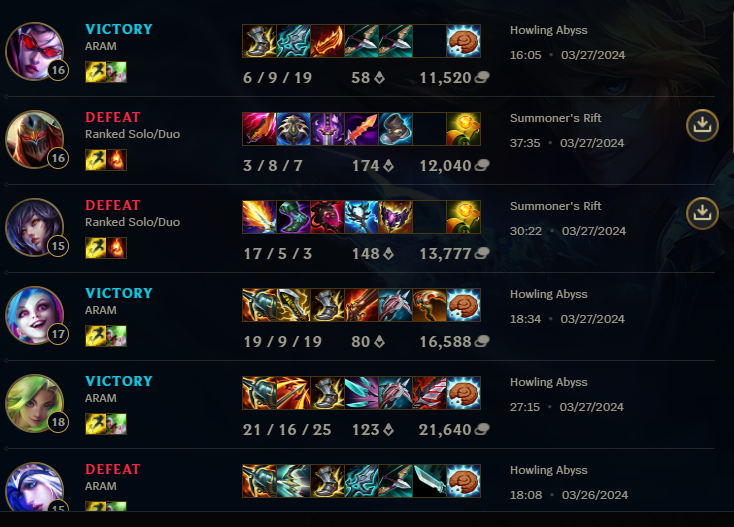 VICTORY
ARAM
16
6 / 9 / 19
58
11,520
Howling Abyss
16:05 • 03/27/2024
DEFEAT
Ranked Solo/Duo
16
3 / 8 / 7
174
12,040
Summoner's Rift
37:35 • 03/27/2024
DEFEAT
Ranked Solo/Duo
15
17 / 5 / 3
148
13,777
Summoner's Rift
30:22 • 03/27/2024
VICTORY
ARAM
17
19 / 9 / 19
80
16,588
Howling Abyss
18:34 • 03/27/2024
VICTORY
ARAM
18
21 / 16 / 25
123
21,640
Howling Abyss
27:15 • 03/27/2024
DEFEAT
ARAM
15
Howling Abyss
18:08 • 03/26/2024